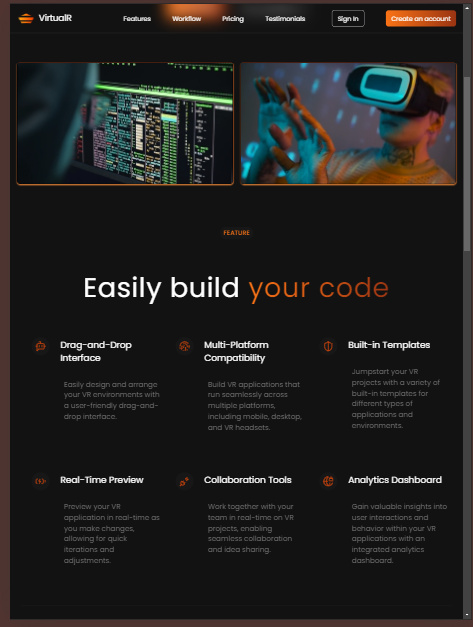 VirtualR Features Workflow Pricing Testimonials Sign In Create an account
FEATURE
Easily build your code
Drag-and-Drop
Interface
Easily design and arrange
your VR environments with
a user-friendly drag-and-
drop interface.
Multi-Platform
Compatibility
Build VR applications that
run seamlessly across
multiple platforms,
including mobile, desktop,
and VR headsets.
Built-in Templates
Jumpstart your VR
projects with a variety of
built-in templates for
different types of
applications and
environments.
Real-Time Preview
Preview your VR
application in real-time as
you make changes,
allowing for quick
iterations and
adjustments.
Collaboration Tools
Work together with your
team in real-time on VR
projects, enabling
seamless collaboration
and idea sharing.
Analytics Dashboard
Gain valuable insights into
user interactions and
behavior within your VR
applications with an
integrated analytics
dashboard.